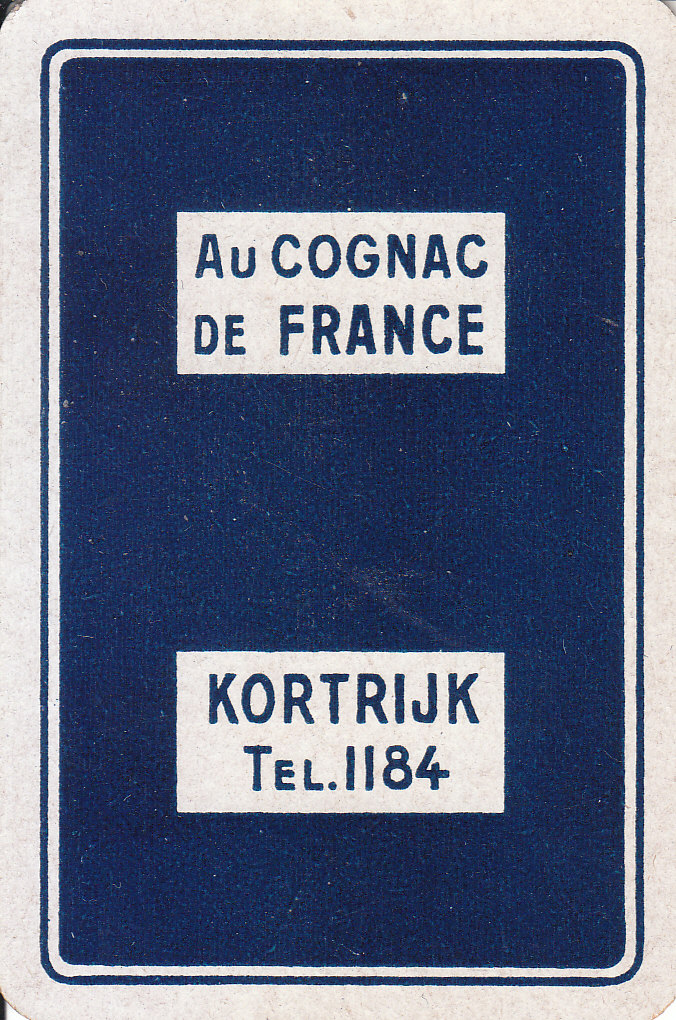 Au COGNAC
DE FRANCE
KORTRIJK
TEL. 1184